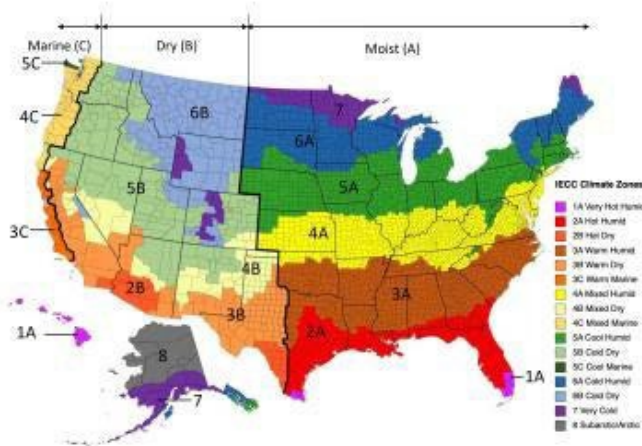 Marine (C)
Dry (B)
Moist (A)
5C
4C
3C
6B
5B
4B
3B
2B
7
6A
5A
4A
3A
2A
1A
1A
8
7
IECC Climate Zones
1A Very Hot Humid
2A Hot Humid
2B Hot Dry
3A Warm Humid
3B Warm Dry
3C Warm Marine
4A Mixed Humid
4B Mixed Dry
4C Mixed Marine
5A Cool Humid
5B Cold Dry
5C Cool Marine
6A Cold Humid
6B Cold Dry
7 Very Cold
8 Subarctic/Arctic